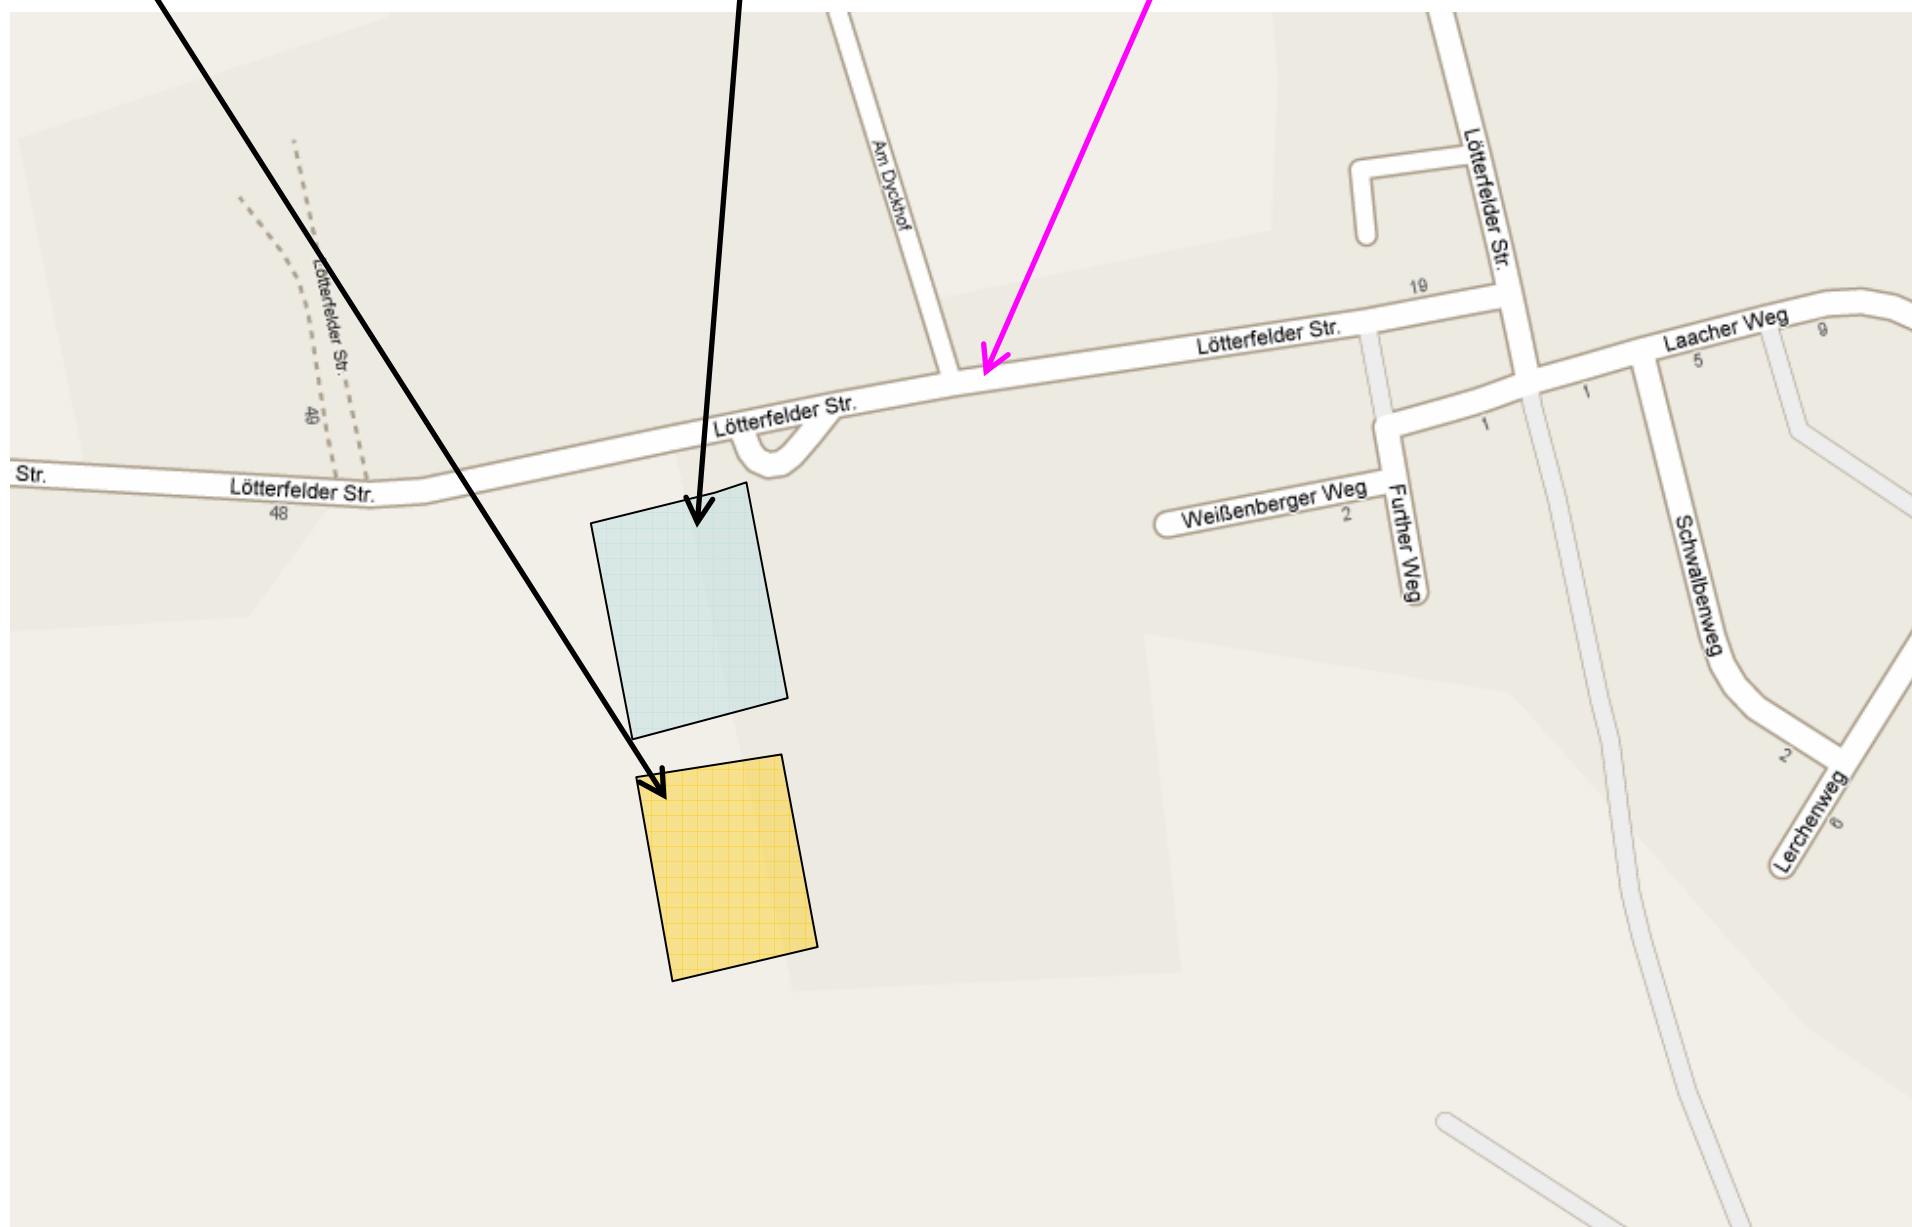 Am Dyckhof
Lötterfelder Str.
Lötterfelder Str.
19
Laacher Weg
9
5
Lötterfelder Str.
1
1
Lötterfelder Str.
49
Str.
Lötterfelder Str.
48
Weißenberger Weg
2
Further Weg
Schwalbenweg
2
Lerchenweg
6